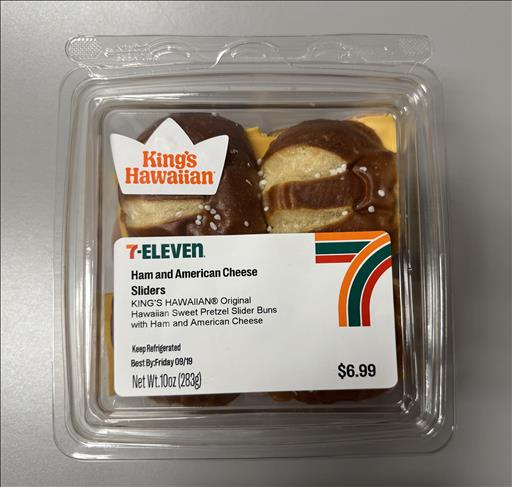 King's
Hawaiian
7-ELEVEN
Ham and American Cheese
Sliders
KING'S HAWAIIAN® Original
Hawaiian Sweet Pretzel Slider Buns
with Ham and American Cheese
Keep Refrigerated
Best By:Friday 09/19
Net Wt.10oz (283g)
$6.99